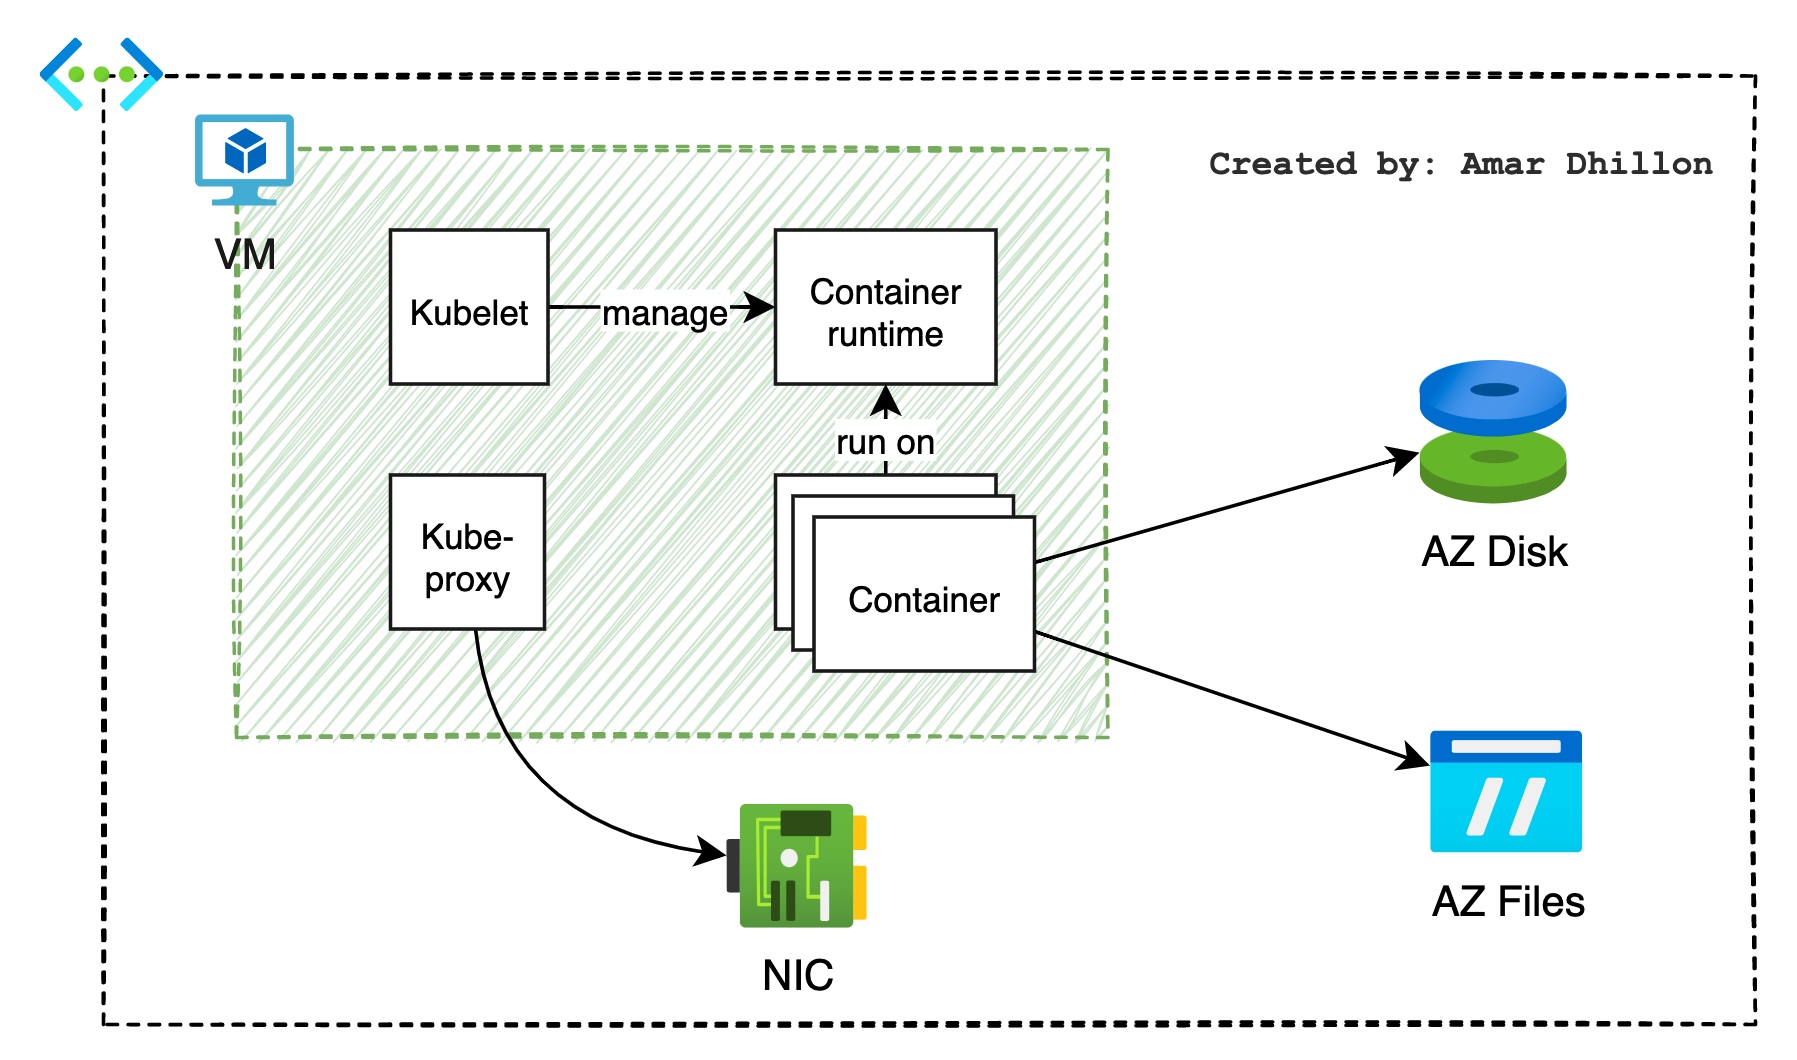 Created by: Amar Dhillon
VM
Kubelet
manage
Container
runtime
run on
Kube-
proxy
Container
AZ Disk
AZ Files
NIC